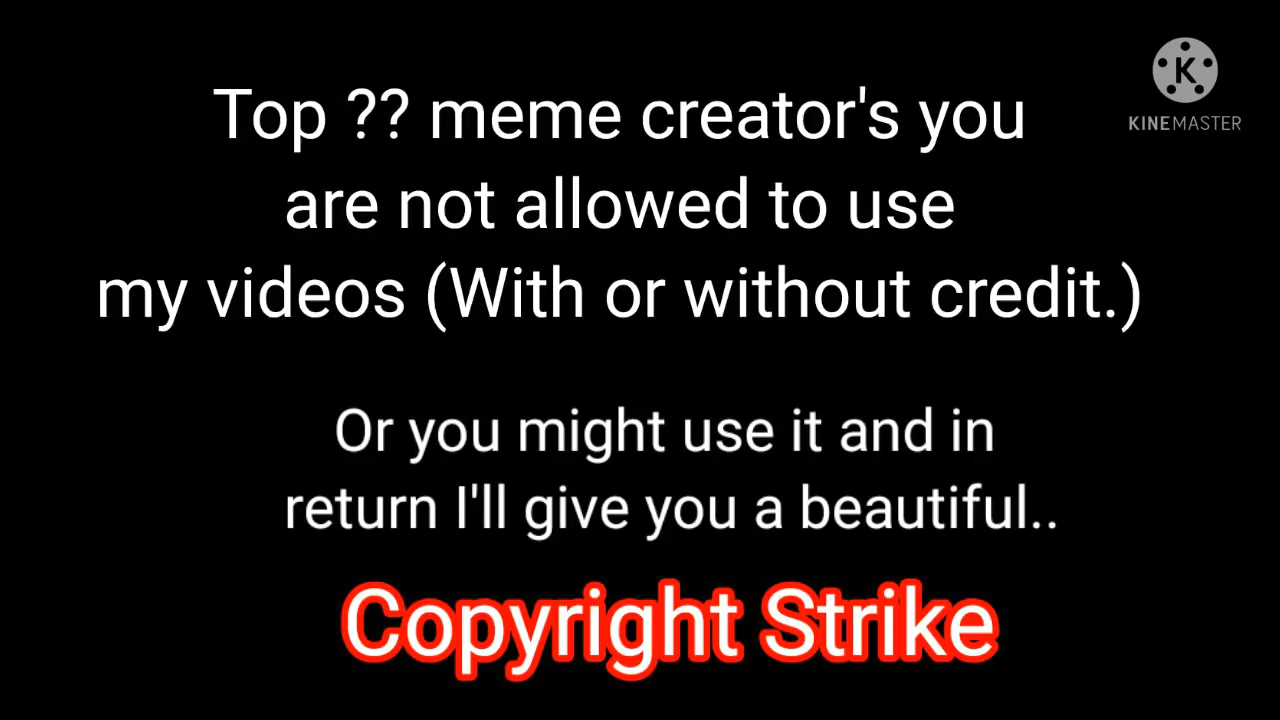 Top ?? meme creator's you
are not allowed to use
my videos (With or without credit.)
Or you might use it and in
return I'll give you a beautiful..
Copyright Strike
K
KINEMASTER